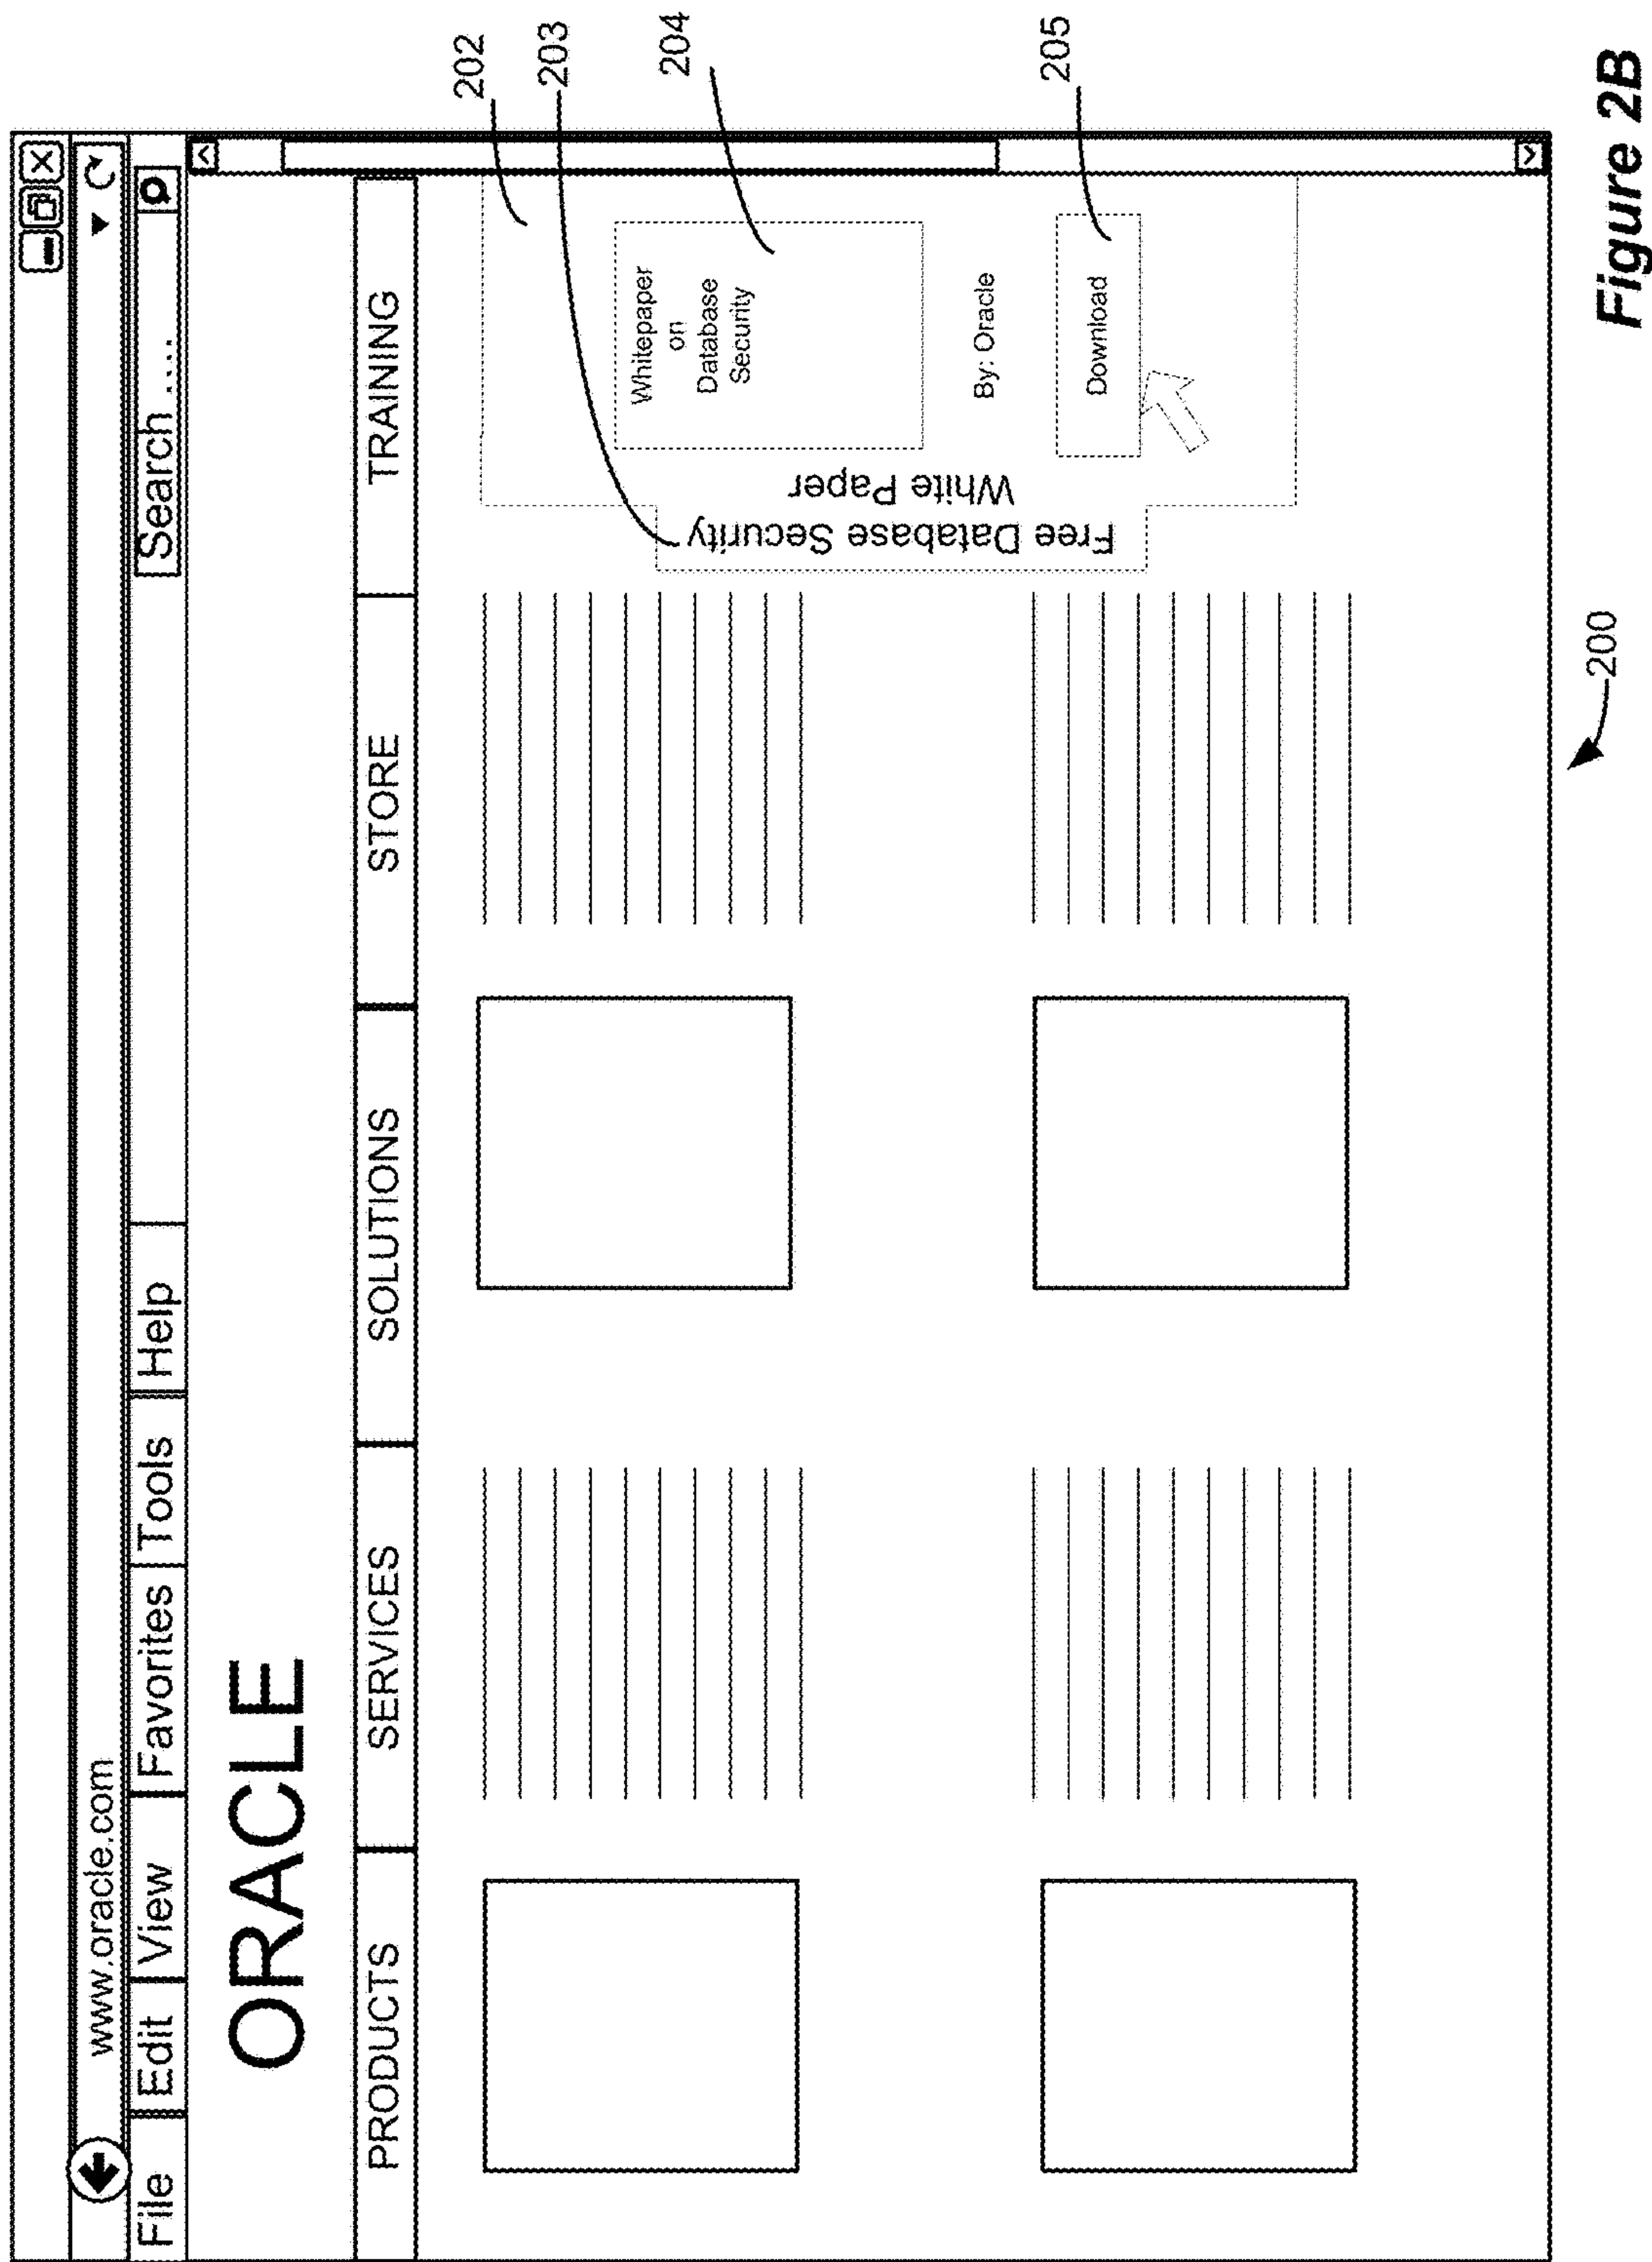 www.oracle.com
File Edit View Favorites Tools Help Search ....
ORACLE
PRODUCTS SERVICES SOLUTIONS STORE TRAINING
202
203
Free Database Security
White Paper
Whitepaper
on
Database
Security
204
By: Oracle
Download
205
200
Figure 2B